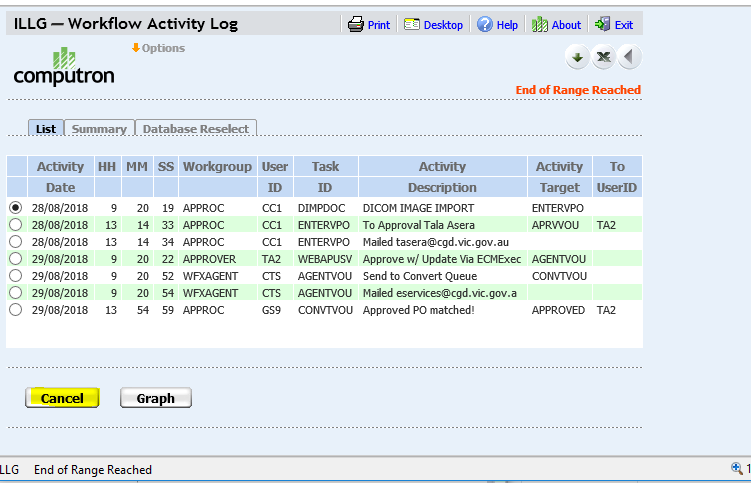 ILLG — Workflow Activity Log Print Desktop Help About Exit
Options
computron
End of Range Reached
List Summary Database Reselect
Activity HH MM SS Workgroup User Task Activity Activity To
Date ID ID Description Target UserID
28/08/2018 9 20 19 APPROC CC1 DIMPDOC DICOM IMAGE IMPORT ENTERVPO
28/08/2018 13 14 33 APPROC CC1 ENTERVPO To Approval Tala Asera APRVVOU TA2
28/08/2018 13 14 34 APPROC CC1 ENTERVPO Mailed tasera@cgd.vic.gov.au
29/08/2018 9 20 22 APPROVER TA2 WEBAPUSV Approve w/ Update Via ECMExec AGENTVOU
29/08/2018 9 20 52 WFXAGENT CTS AGENTVOU Send to Convert Queue CONVTVOU
29/08/2018 9 20 54 WFXAGENT CTS AGENTVOU Mailed eservices@cgd.vic.gov.a
29/08/2018 13 54 59 APPROC GS9 CONVTVOU Approved PO matched! APPROVED TA2
Cancel Graph
LLG End of Range Reached 1